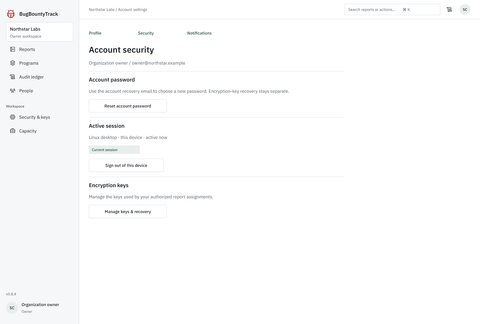 BugBountyTrack
Northstar Labs
Owner workspace
Reports
Programs
Audit ledger
People
Workspace
Security & keys
Capacity
v1.0.4
SC
Organization owner
Owner
Northstar Labs / Account settings
Search reports or actions...
⌘ K
SC
Profile
Security
Notifications
Account security
Organization owner / owner@northstar.example
Account password
Use the account recovery email to choose a new password. Encryption-key recovery stays separate.
Reset account password
Active session
Linux desktop · this device · active now
Current session
Sign out of this device
Encryption keys
Manage the keys used by your authorized report assignments.
Manage keys & recovery